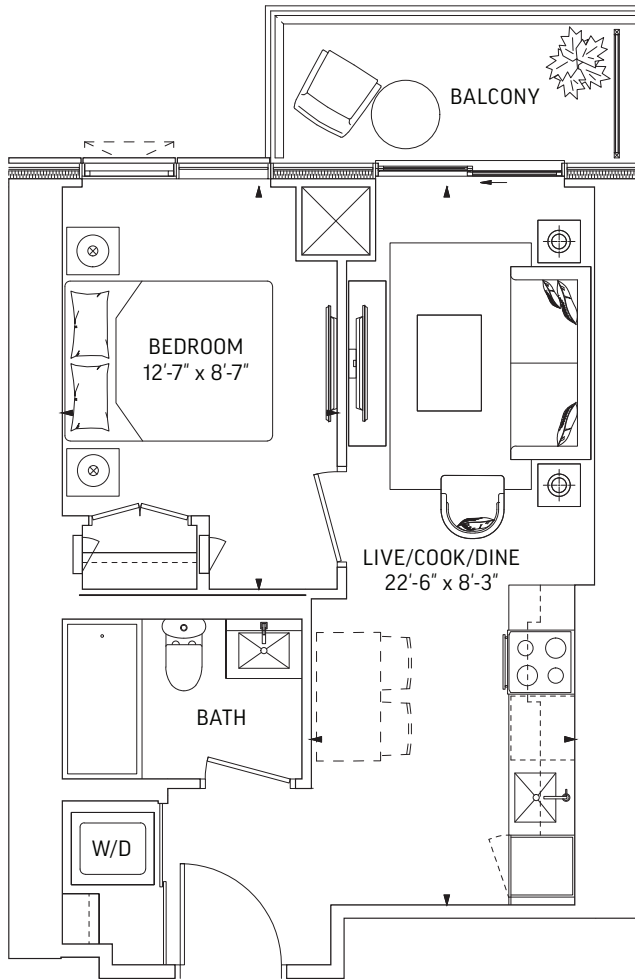 BALCONY
BEDROOM
12'-7" x 8'-7"
LIVE/COOK/DINE
22'-6" x 8'-3"
BATH
W/D